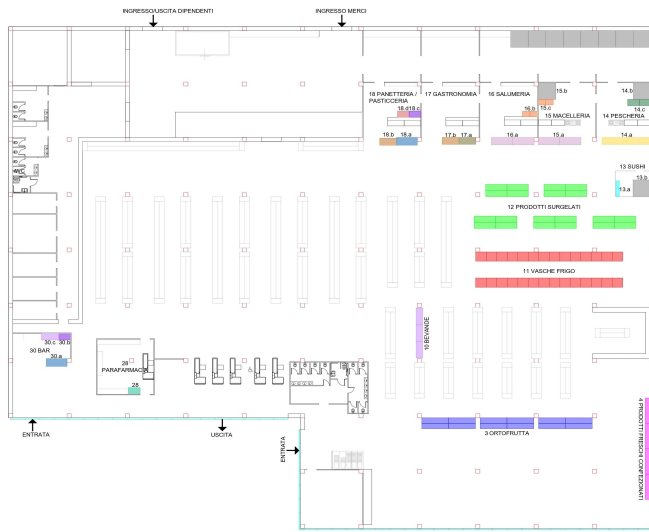 INGRESSO/USCITA DIPENDENTI
INGRESSO MERCI
18 PANETTERIA /
PASTICCERIA
17 GASTRONOMIA
16 SALUMERIA
15.b
14.b
18.d
18.c
16.b
15.c
14.c
15 MACELLERIA
14 PESCHERIA
18.b
18.a
17.b
17.a
16.a
15.a
14.a
13 SUSHI
13.a
13.b
12 PRODOTTI SURGELATI
11 VASCHE FRIGO
10 BEVANDE
30.c
30.b
30 BAR
30.a
28
PARAFARMACIA
28
3 ORTOFRUTTA
4 PRODOTTI FRESCHI CONFEZIONATI
ENTRATA
USCITA
ENTRATA